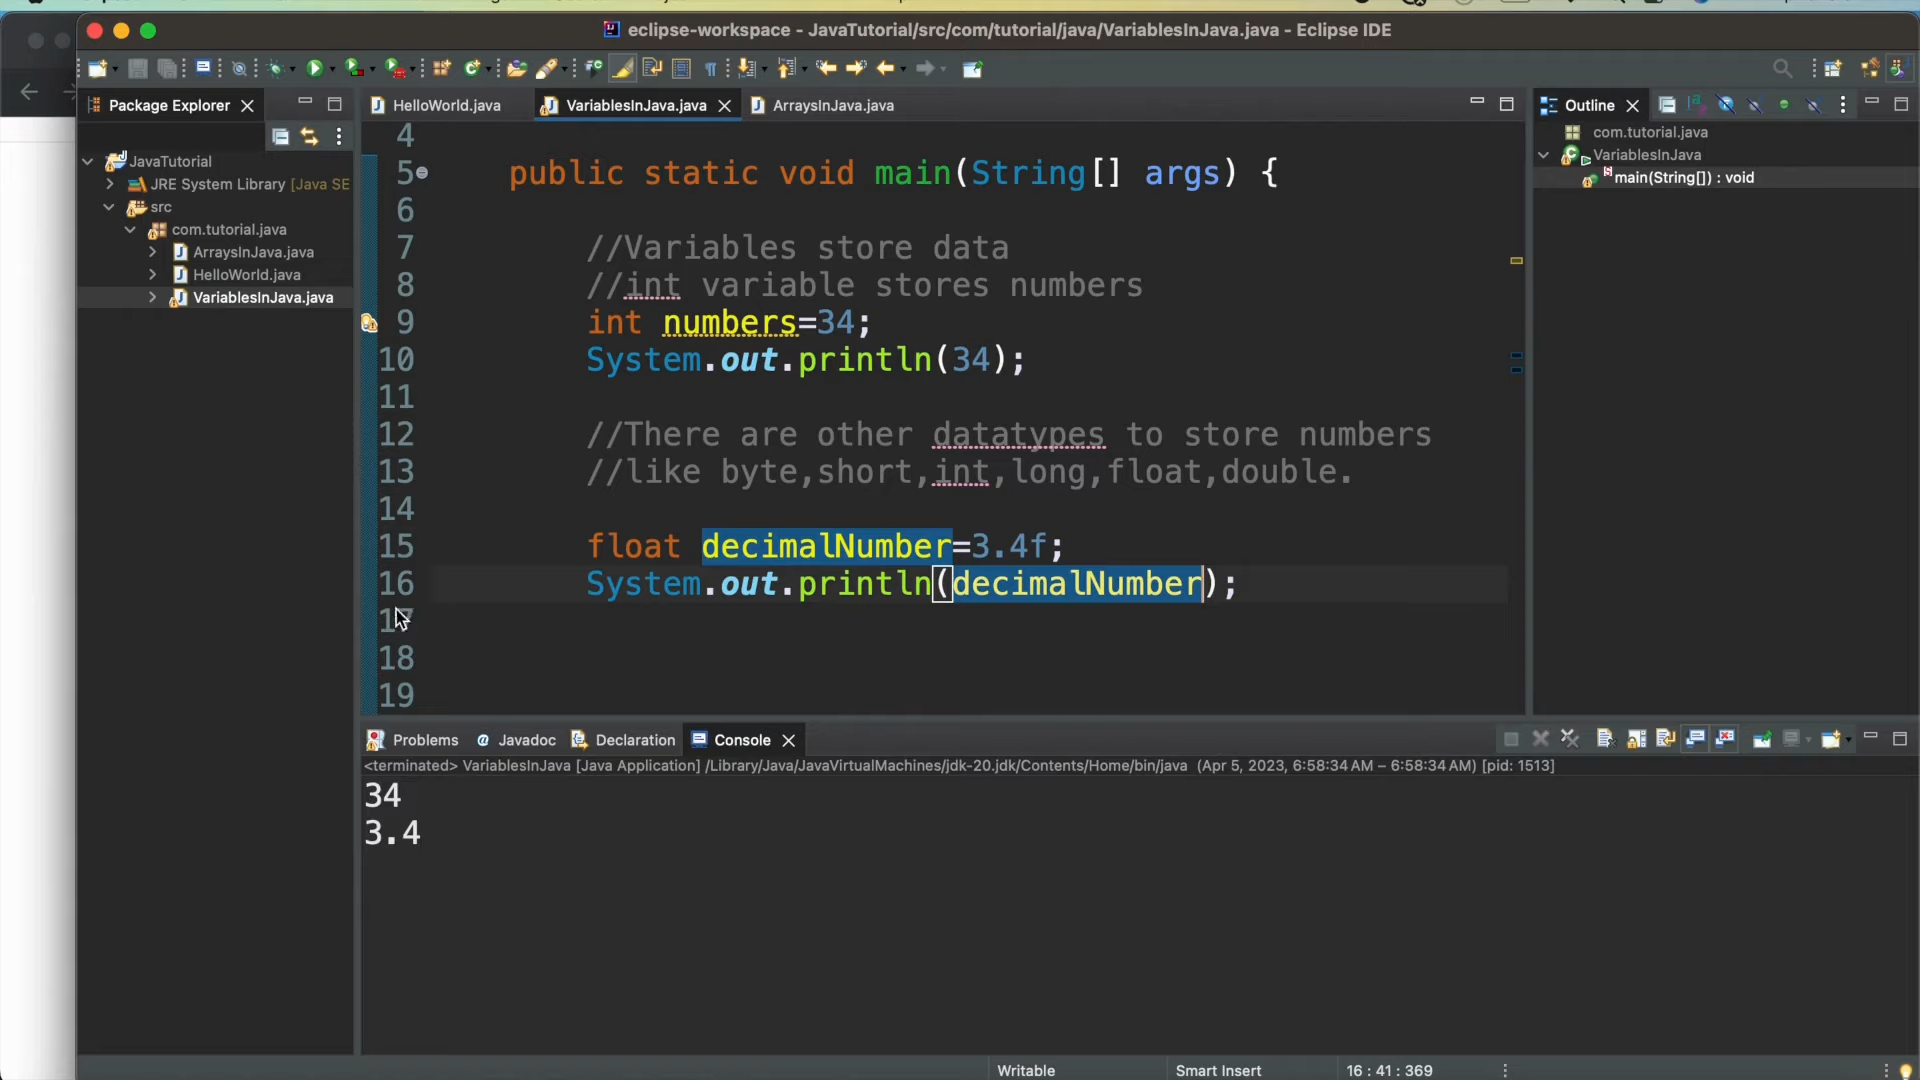 eclipse-workspace - JavaTutorial/src/com/tutorial/java/VariablesInJava.java - Eclipse IDE
Package Explorer
HelloWorld.java
VariablesInJava.java
ArraysInJava.java
Outline
JavaTutorial
JRE System Library [Java SE
src
com.tutorial.java
ArraysInJava.java
HelloWorld.java
VariablesInJava.java
4
5 public static void main(String[] args) {
6
7 //Variables store data
8 //int variable stores numbers
9 int numbers=34;
10 System.out.println(34);
11
12 //There are other datatypes to store numbers
13 //like byte,short,int,long,float,double.
14
15 float decimalNumber=3.4f;
16 System.out.println(decimalNumber);
17
18
19
com.tutorial.java
VariablesInJava
main(String[]) : void
Problems
Javadoc
Declaration
Console
<terminated> VariablesInJava [Java Application] /Library/Java/JavaVirtualMachines/jdk-20.jdk/Contents/Home/bin/java (Apr 5, 2023, 6:58:34 AM – 6:58:34 AM) [pid: 1513]
34
3.4
Writable
Smart Insert
16 : 41 : 369